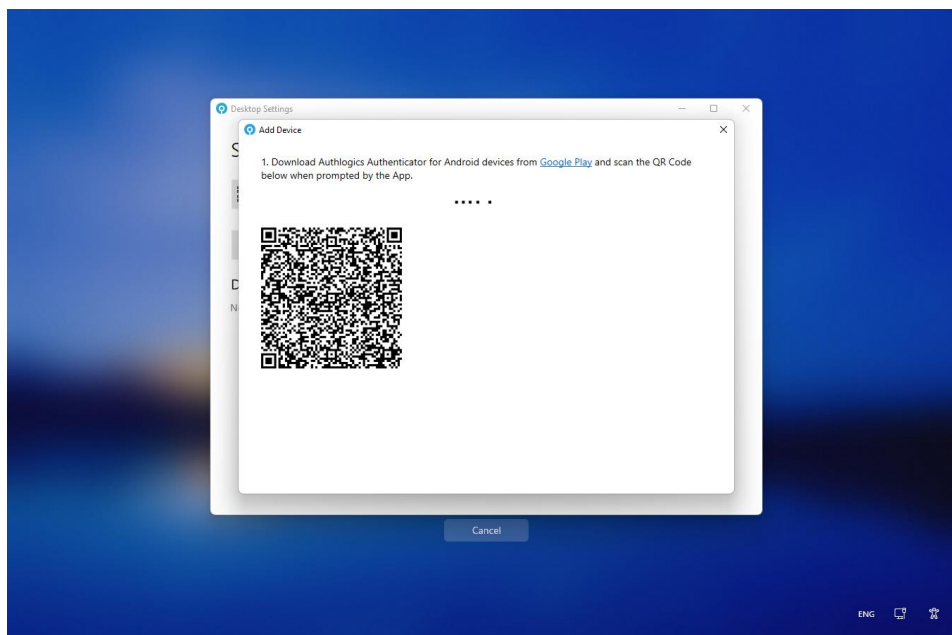 Desktop Settings
Add Device
1. Download Authlogics Authenticator for Android devices from Google Play and scan the QR Code
below when prompted by the App.
S
D
N
Cancel
ENG